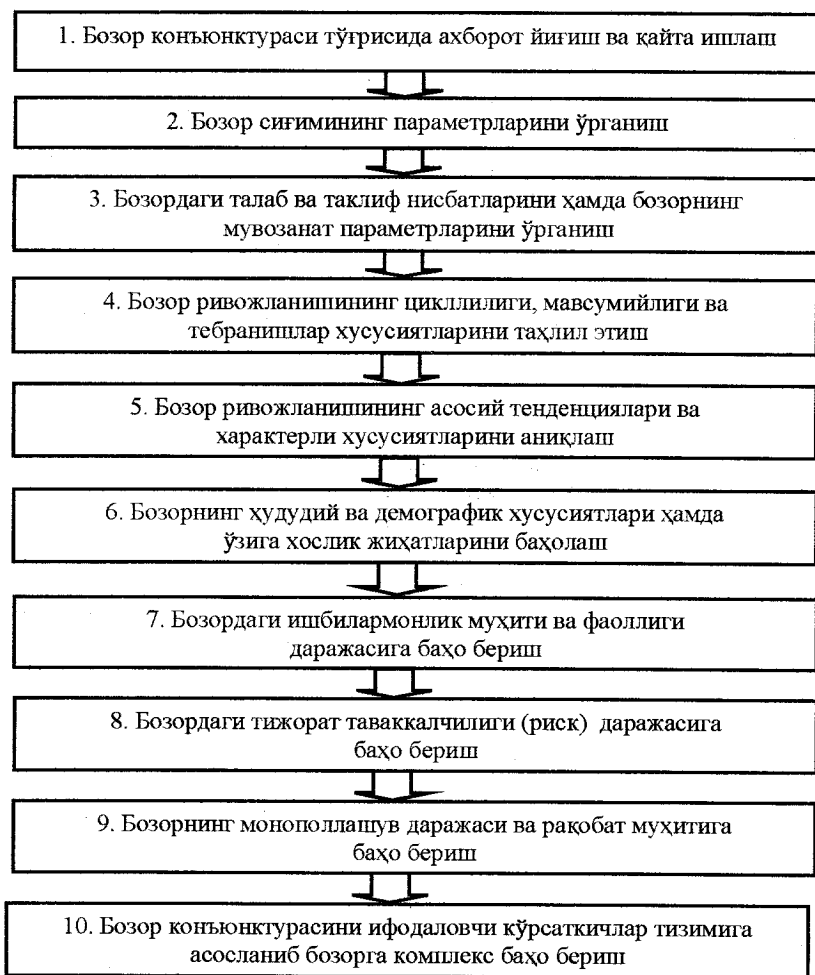 1. Бозор конъюнктураси тўғрисида ахборот йиғиш ва қайта ишлаш
2. Бозор сиғимининг параметрларини ўрганиш
3. Бозордаги талаб ва таклиф нисбатларини ҳамда бозорнинг
мувозанат параметрларини ўрганиш
4. Бозор ривожланишининг цикллилиги, мавсумийлиги ва
тебранишлар хусусиятларини таҳлил этиш
5. Бозор ривожланишининг асосий тенденциялари ва
характерли хусусиятларини аниқлаш
6. Бозорнинг ҳудудий ва демографик хусусиятлари ҳамда
ўзига хослик жиҳатларини баҳолаш
7. Бозордаги ишбилармонлик муҳити ва фаоллиги
даражасига баҳо бериш
8. Бозордаги тижорат таваккалчилиги (риск) даражасига
баҳо бериш
9. Бозорнинг монополлашув даражаси ва рақобат муҳитига
баҳо бериш
10. Бозор конъюнктурасини ифодаловчи кўрсаткичлар тизимига
асосланиб бозорга комплекс баҳо бериш